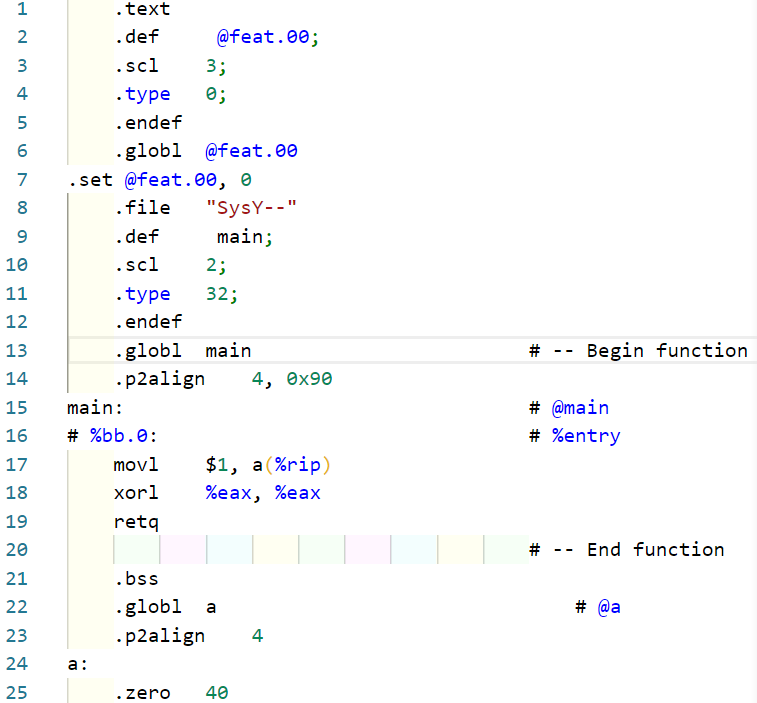 1 .text
2 .def @feat.00;
3 .scl 3;
4 .type 0;
5 .endef
6 .globl @feat.00
7 .set @feat.00, 0
8 .file "SysY--"
9 .def main;
10 .scl 2;
11 .type 32;
12 .endef
13 .globl main # -- Begin function
14 .p2align 4, 0x90
15 main: # @main
16 # %bb.0: # %entry
17 movl $1, a(%rip)
18 xorl %eax, %eax
19 retq
20 # -- End function
21 .bss
22 .globl a # @a
23 .p2align 4
24 a:
25 .zero 40